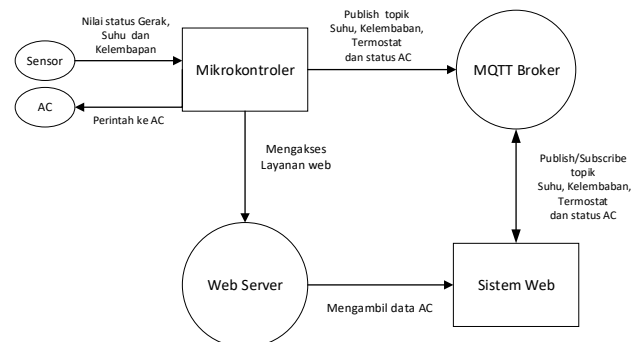 Nilai status Gerak,
Suhu dan
Kelembapan
Sensor
AC
Perintah ke AC
Mikrokontroler
Publish topik
Suhu, Kelembaban,
Termostat
dan status AC
MQTT Broker
Mengakses
Layanan web
Publish/Subscribe
topik
Suhu, Kelembaban,
Termostat
dan status AC
Web Server
Mengambil data AC
Sistem Web